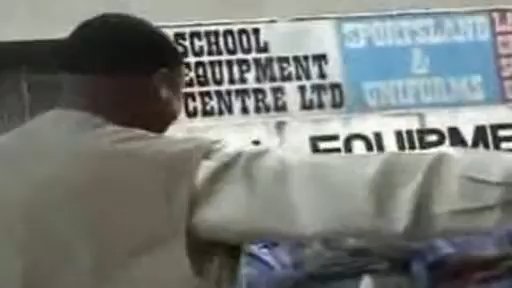 SCHOOL
EQUIPMENT
CENTRE LTD
SPORTSLAND
&
UNIFORMS
EQUIPME